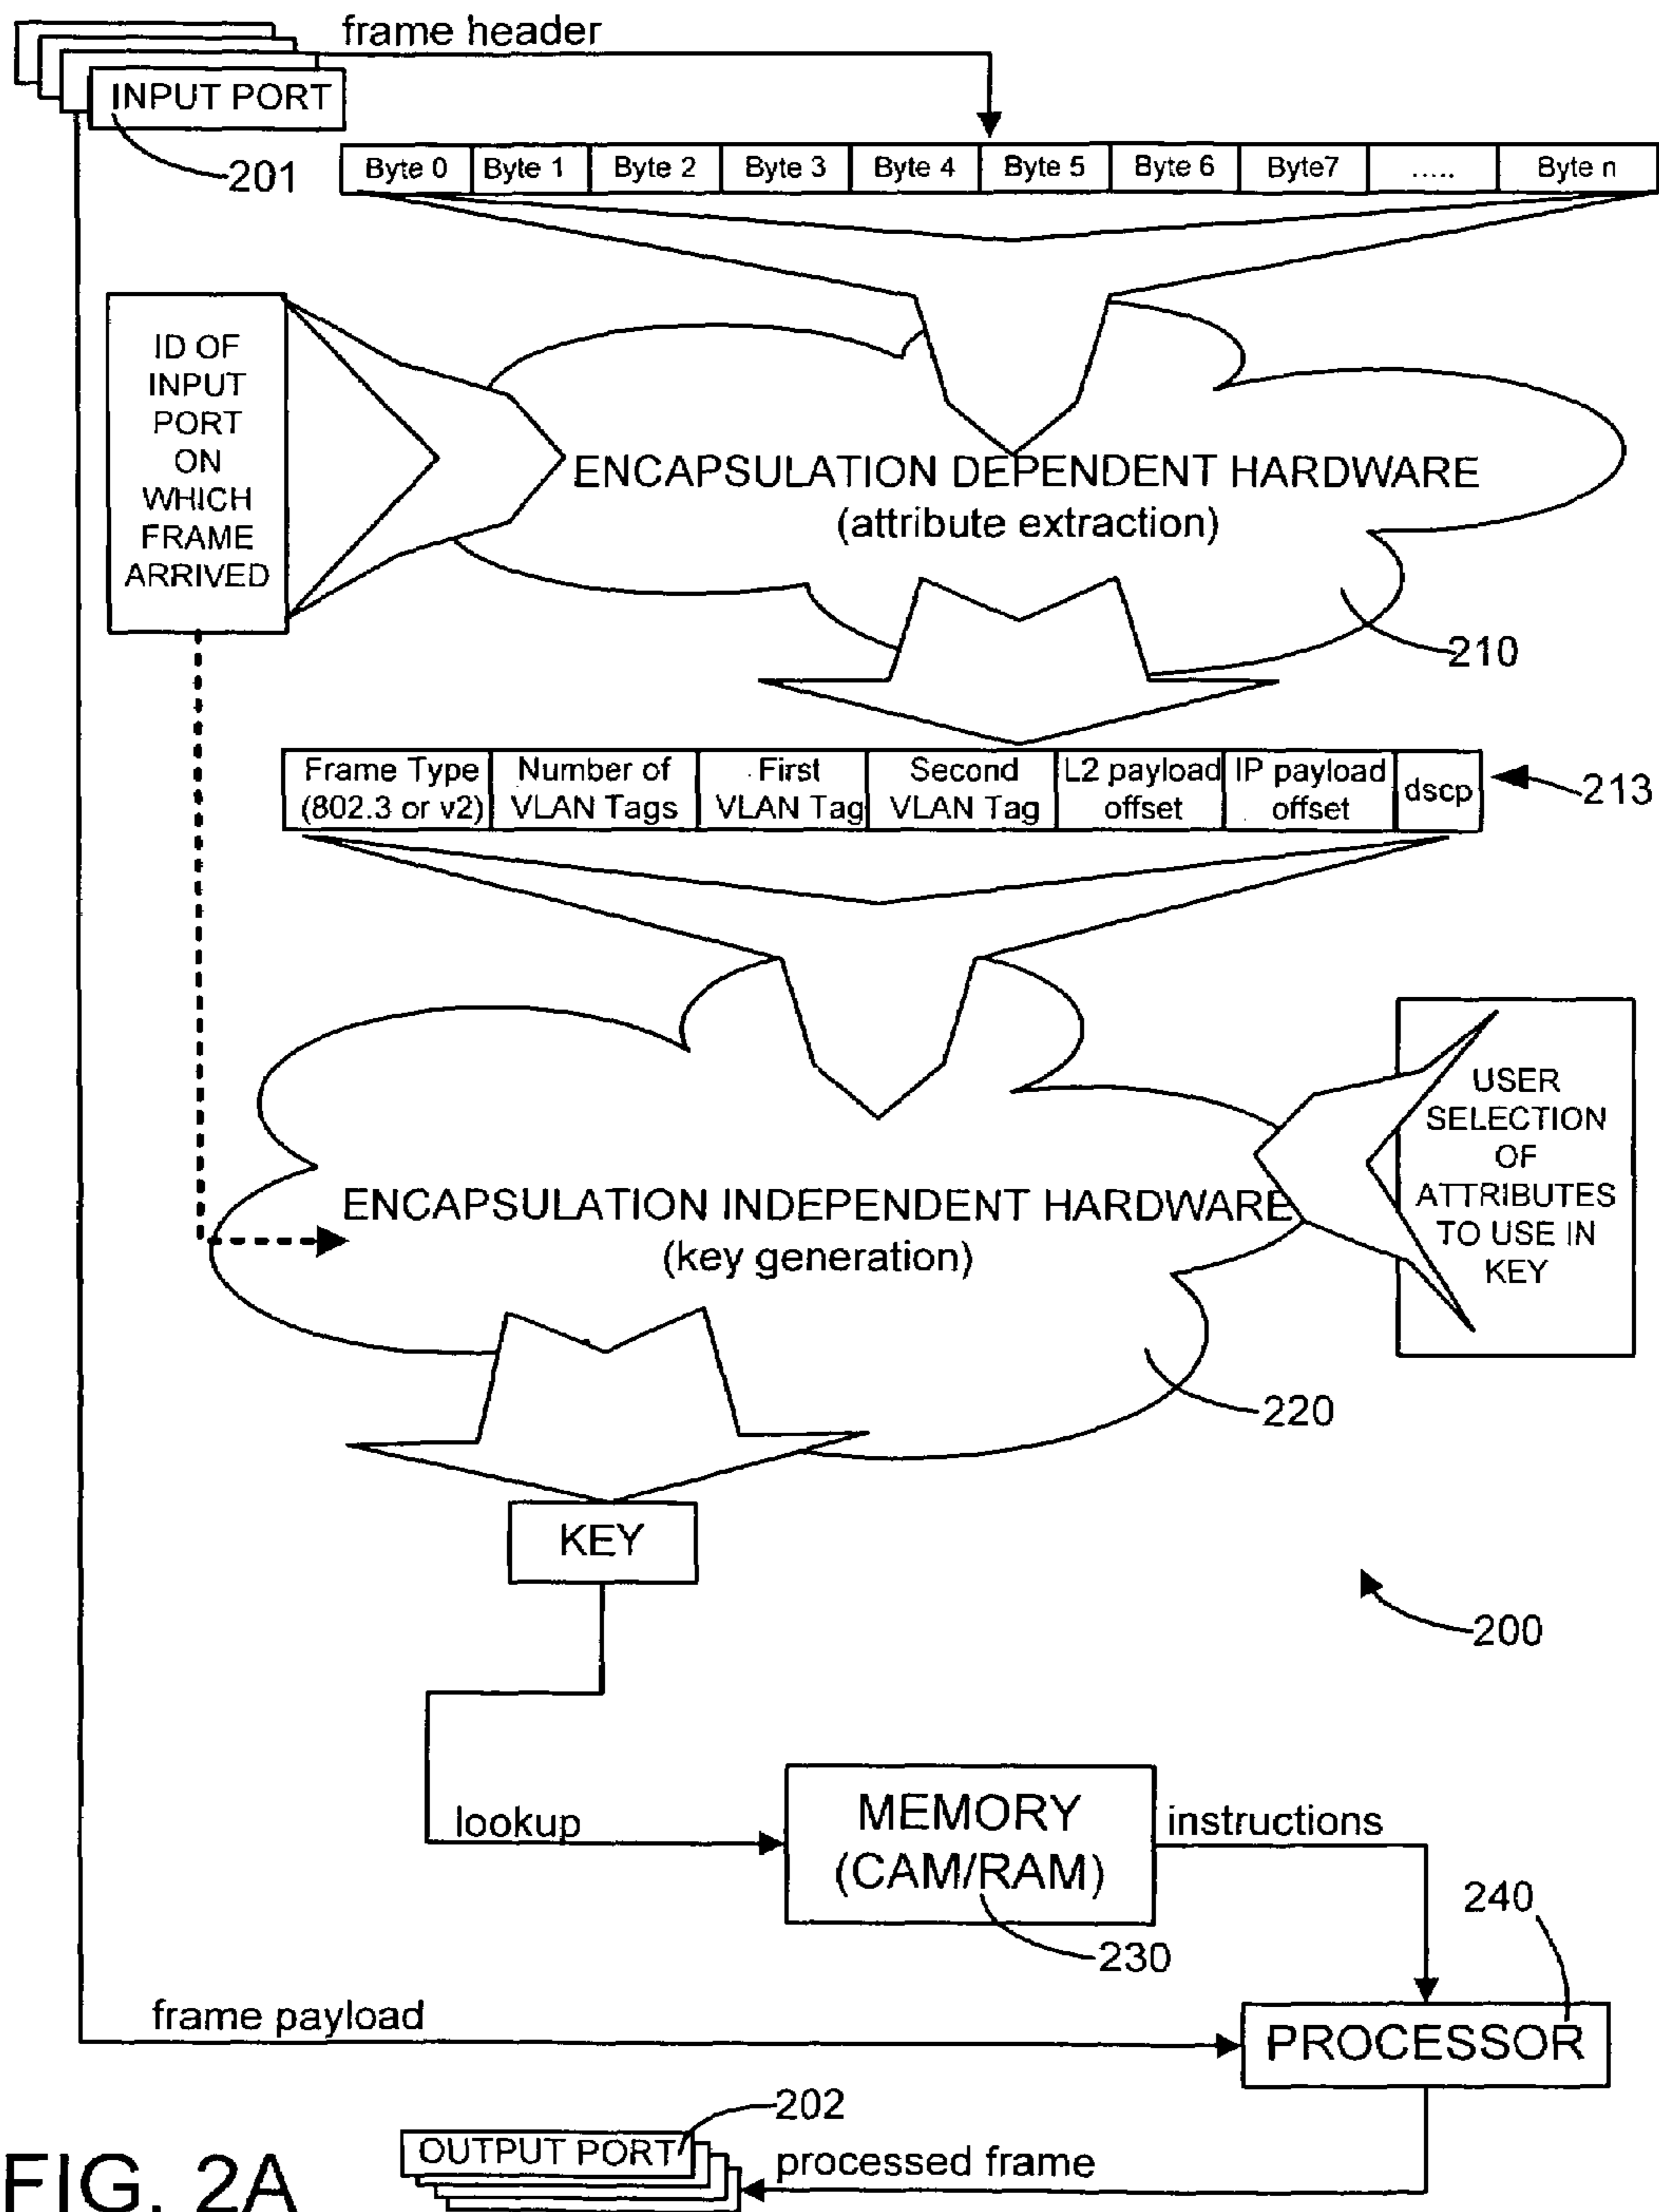 frame header
INPUT PORT
201
Byte 0 Byte 1 Byte 2 Byte 3 Byte 4 Byte 5 Byte 6 Byte7 ..... Byte n
ID OF
INPUT
PORT
ON
WHICH
FRAME
ARRIVED
ENCAPSULATION DEPENDENT HARDWARE
(attribute extraction)
210
Frame Type
(802.3 or v2)
Number of
VLAN Tags
First
VLAN Tag
Second
VLAN Tag
L2 payload
offset
IP payload
offset
dscp
213
USER
SELECTION
OF
ATTRIBUTES
TO USE IN
KEY
ENCAPSULATION INDEPENDENT HARDWARE
(key generation)
220
KEY
200
lookup
MEMORY
(CAM/RAM)
230
instructions
240
frame payload
PROCESSOR
202
OUTPUT PORT
processed frame
FIG. 2A